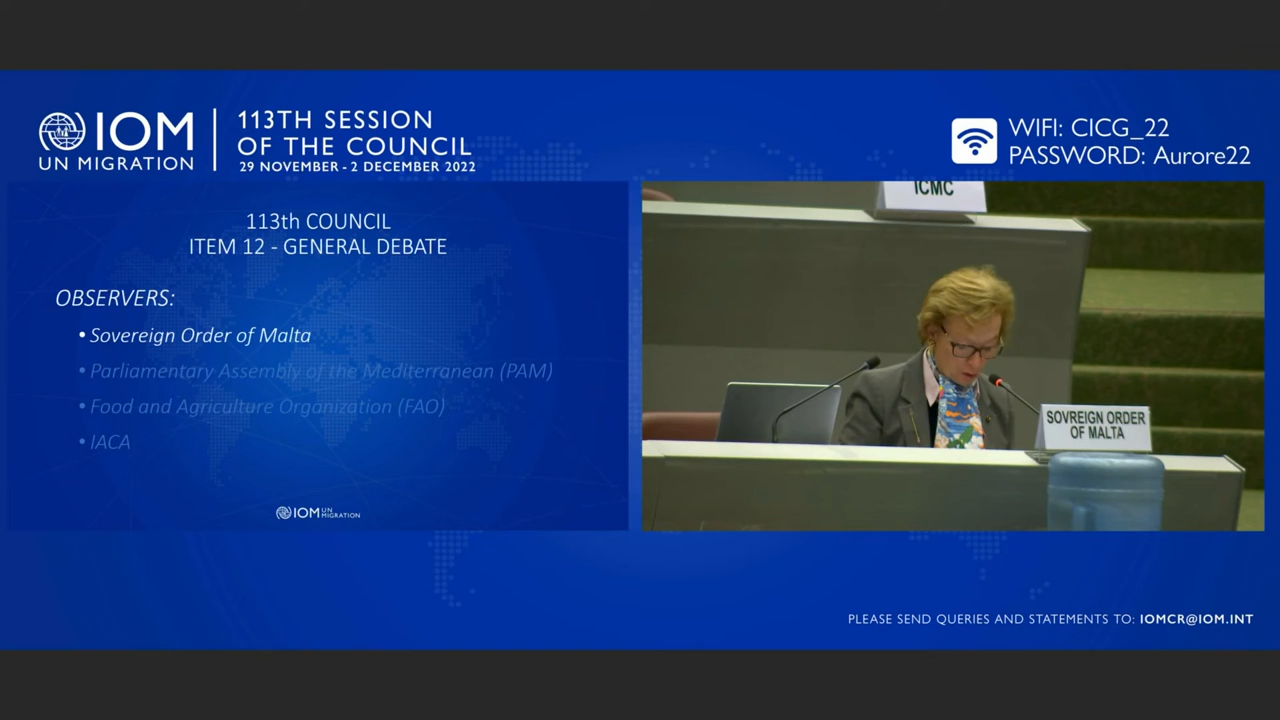 IOM
UN MIGRATION
113TH SESSION
OF THE COUNCIL
29 NOVEMBER - 2 DECEMBER 2022
WIFI: CICG_22
PASSWORD: Aurore22
113th COUNCIL
ITEM 12 - GENERAL DEBATE
OBSERVERS:
• Sovereign Order of Malta
• Parliamentary Assembly of the Mediterranean (PAM)
• Food and Agriculture Organization (FAO)
• IACA
IOM UN MIGRATION
ICMC
SOVREIGN ORDER
OF MALTA
PLEASE SEND QUERIES AND STATEMENTS TO: IOMCR@IOM.INT